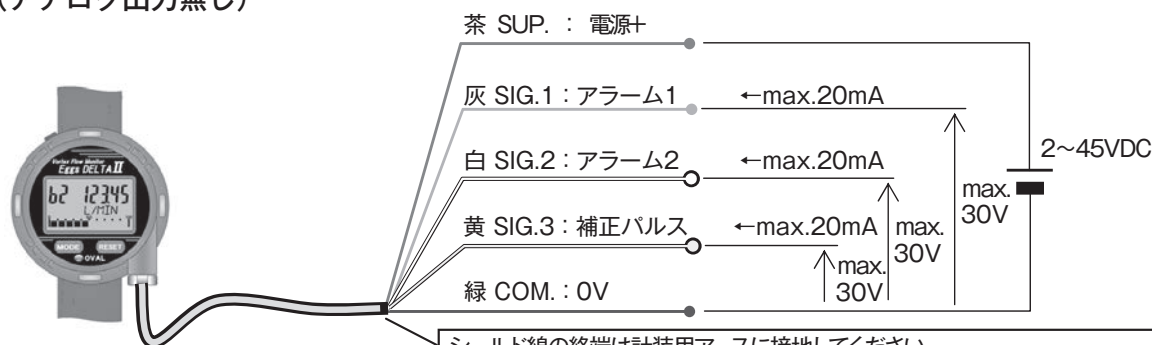 (アナログ出力無し)
茶 SUP. : 電源+
灰 SIG.1:アラーム1
←max.20mA
白 SIG.2:アラーム2
←max.20mA
黄 SIG.3:補正パルス
←max.20mA
緑 COM.:0V
max.
30V
max.
30V
max.
30V
2~45VDC
Vortex Flow Monitor
Eggs DELTA II
b2 12345
L/MIN
MODE RESET
OVAL
シールド線の終端は計装用アースに接地してください